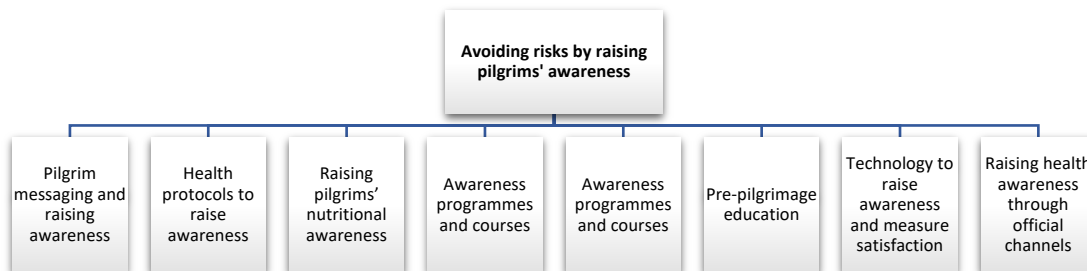 Avoiding risks by raising
pilgrims' awareness
Pilgrim
messaging and
raising
awareness
Health
protocols to
raise
awareness
Raising
pilgrims’
nutritional
awareness
Awareness
programmes
and courses
Awareness
programmes
and courses
Pre-pilgrimage
education
Technology to
raise
awareness
and measure
satisfaction
Raising health
awareness
through
official
channels